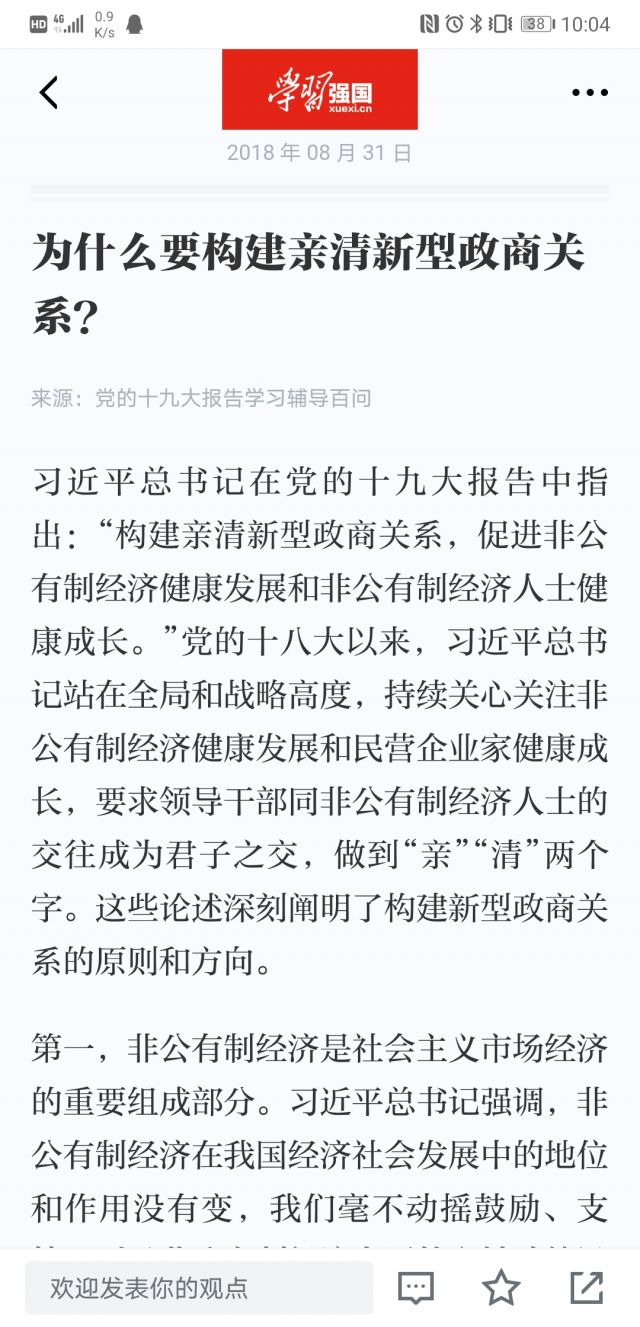 HD 4G 0.9 K/s 38 10:04
学习强国
xuexi.cn
2018 年 08 月 31 日
为什么要构建亲清新型政商关
系？
来源：党的十九大报告学习辅导百问
习近平总书记在党的十九大报告中指
出：“构建亲清新型政商关系，促进非公
有制经济健康发展和非公有制经济人士健
康成长。”党的十八大以来，习近平总书
记站在全局和战略高度，持续关心关注非
公有制经济健康发展和民营企业家健康成
长，要求领导干部同非公有制经济人士的
交往成为君子之交，做到“亲”“清”两个
字。这些论述深刻阐明了构建新型政商关
系的原则和方向。
第一，非公有制经济是社会主义市场经济
的重要组成部分。习近平总书记强调，非
公有制经济在我国经济社会发展中的地位
和作用没有变，我们毫不动摇鼓励、支
欢迎发表你的观点